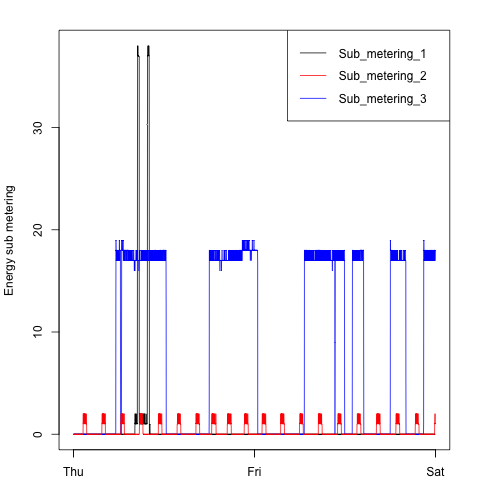 Sub_metering_1
Sub_metering_2
Sub_metering_3
Energy sub metering
30
20
10
0
Thu
Fri
Sat